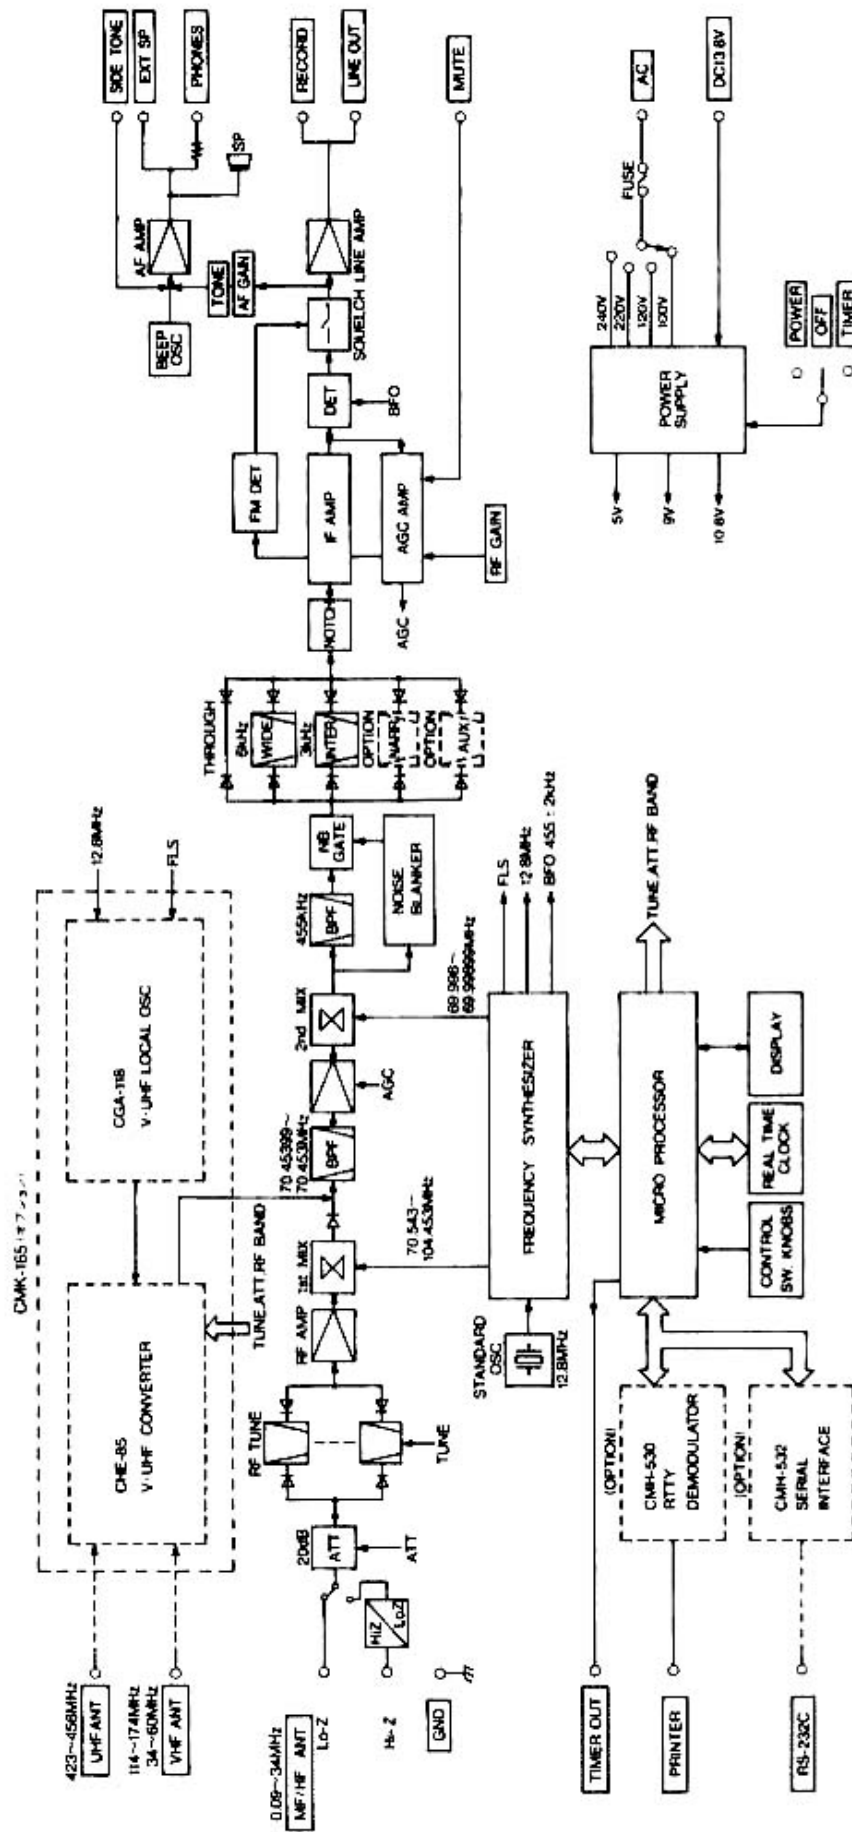 423~456MHz
UHF ANT
114~174MHz
34~60MHz
VHF ANT
0.09~34MHz
MF/HF ANT
Lo-Z
Hi-Z
GND
TIMER OUT
PRINTER
RS-232C
CMK-165 (オプション)
CHE-85
V·UHF CONVERTER
CGA-118
V·UHF LOCAL OSC
12.8MHz
FLS
TUNE,ATT,RF BAND
HiZ
LoZ
20dB
ATT
ATT
RF TUNE
TUNE
RF AMP
1st MIX
70.45399~
70.453MHz
BPF
AGC
2nd MIX
455kHz
BPF
NB
GATE
NOISE
BLANKER
THROUGH
6kHz
WIDE
3kHz
INTER
OPTION
NARR
OPTION
AUX
NOTCH
IF AMP
FM DET
AGC AMP
AGC
RF GAIN
DET
BFO
SQUELCH
LINE AMP
BEEP
OSC
AF AMP
TONE
AF GAIN
SP
SIDE TONE
EXT SP
PHONES
RECORD
LINE OUT
MUTE
70.543~
104.453MHz
69.998~
69.99899MHz
STANDARD
OSC
12.8MHz
FREQUENCY SYNTHESIZER
FLS
12.8MHz
BFO 455 ± 2kHz
MICRO PROCESSOR
TUNE,ATT,RF BAND
(OPTION)
CMH-530
RTTY
DEMODULATOR
(OPTION)
CMH-532
SERIAL
INTERFACE
CONTROL
SW. KNOBS
REAL TIME
CLOCK
DISPLAY
5V
9V
10.8V
POWER
SUPPLY
240V
220V
120V
100V
FUSE
AC
DC13.8V
POWER
OFF
TIMER